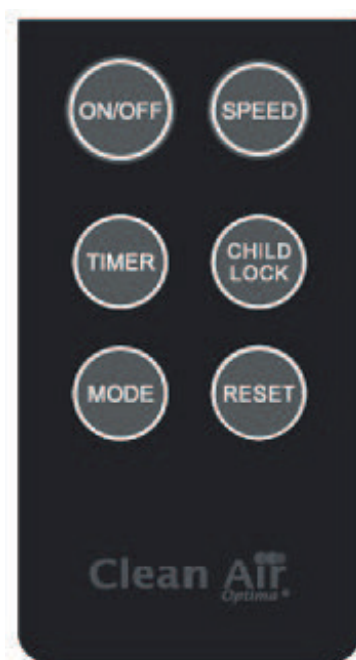 ON/OFF SPEED
TIMER CHILD LOCK
MODE RESET
Clean Air
Optima®